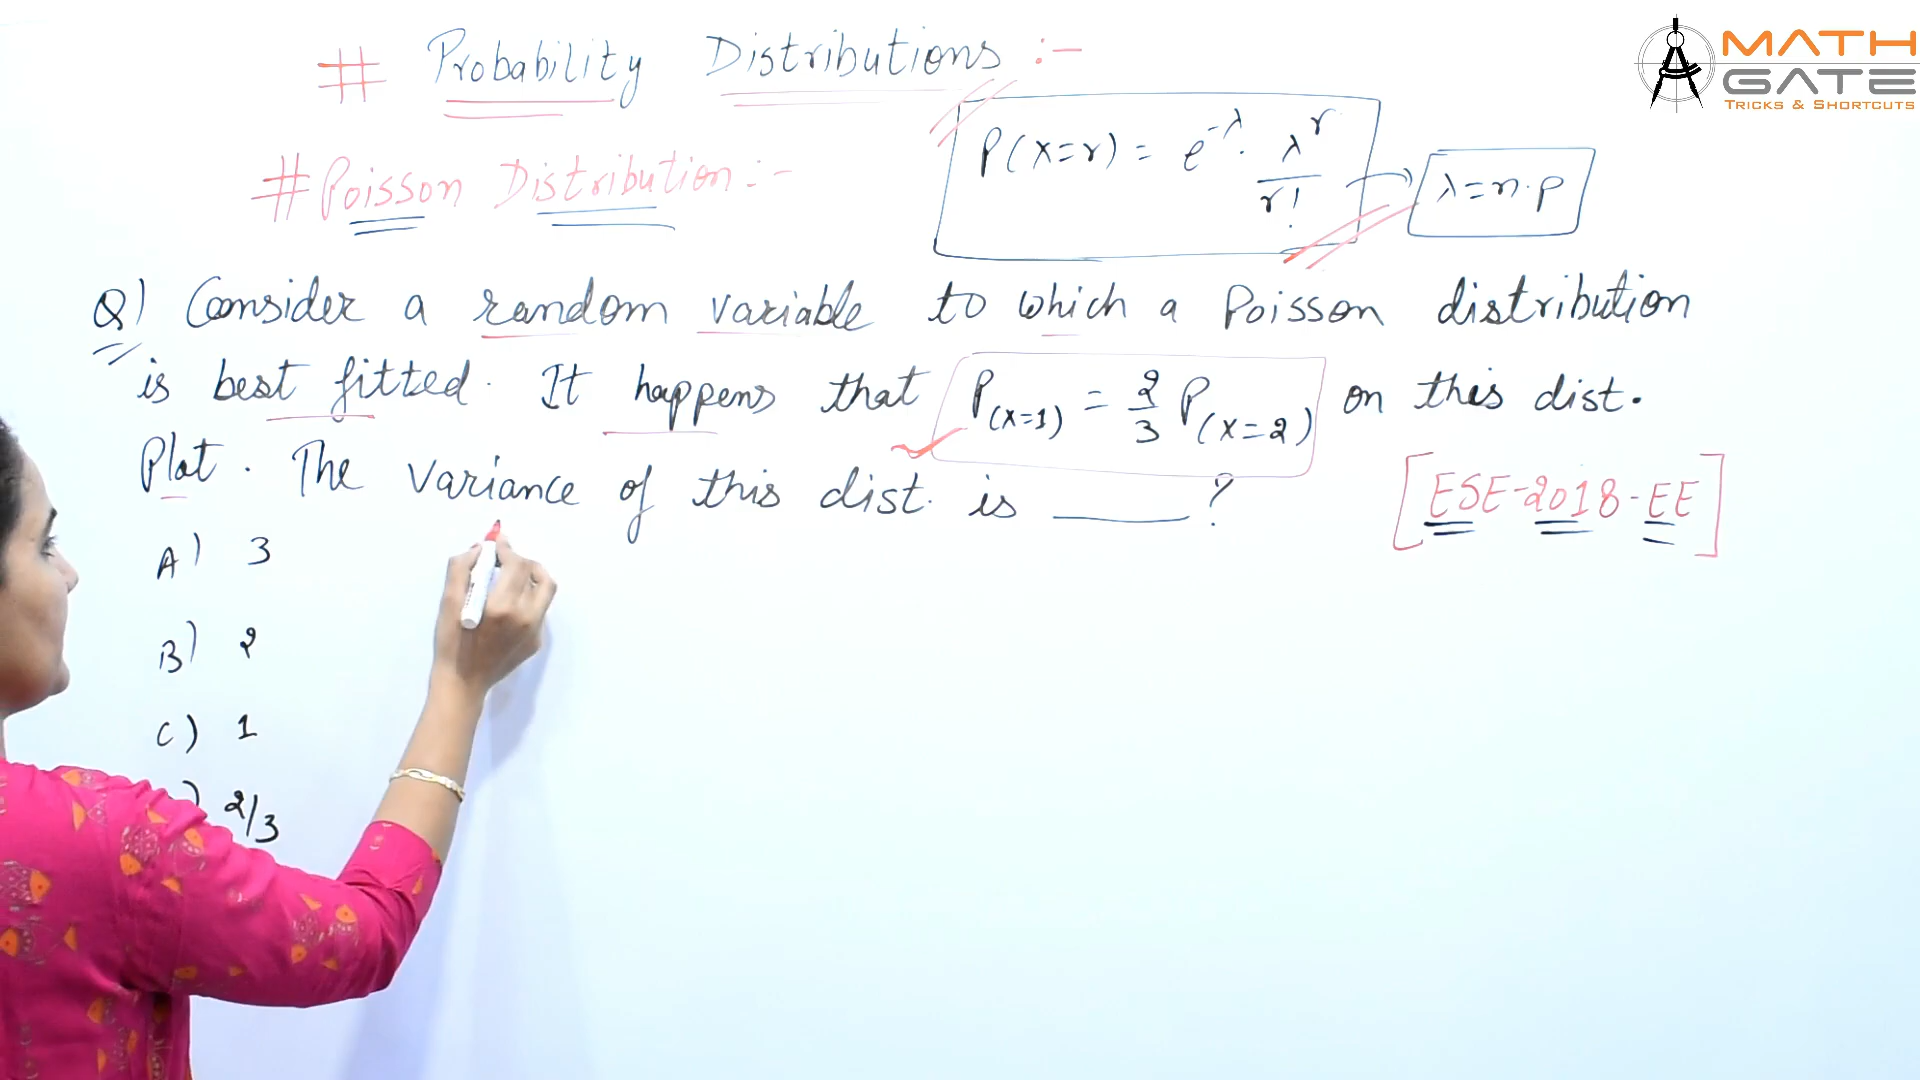 # Probability Distributions :-
MATH
GATE
TRICKS & SHORTCUTS
# Poisson Distribution :-
P(x=r) = e^-λ . λ^r / r!
λ = n.p
Q) Consider a random variable to which a Poisson distribution
is best fitted. It happens that P(x=1) = 2/3 P(x=2) on this dist.
Plot. The variance of this dist. is ______ ?
[ESE-2018-EE]
A) 3
B) 2
C) 1
) 2/3